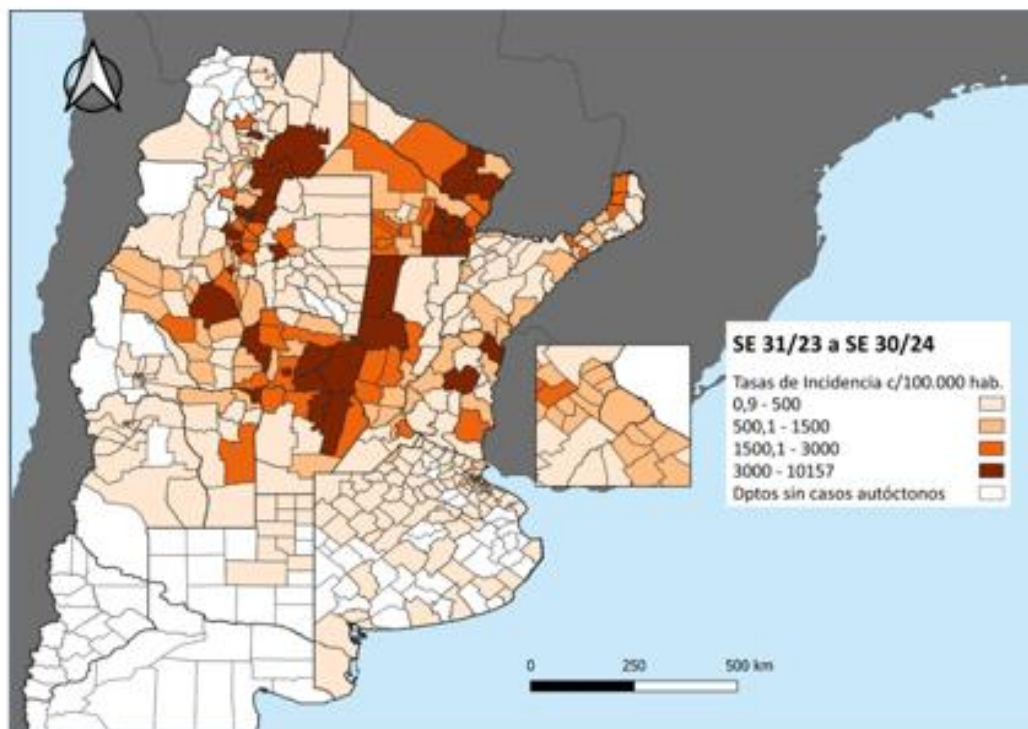 SE 31/23 a SE 30/24
Tasas de Incidencia c/100.000 hab.
0,9 - 500
500,1 - 1500
1500,1 - 3000
3000 - 10157
Dptos sin casos autóctonos
0 250 500 km